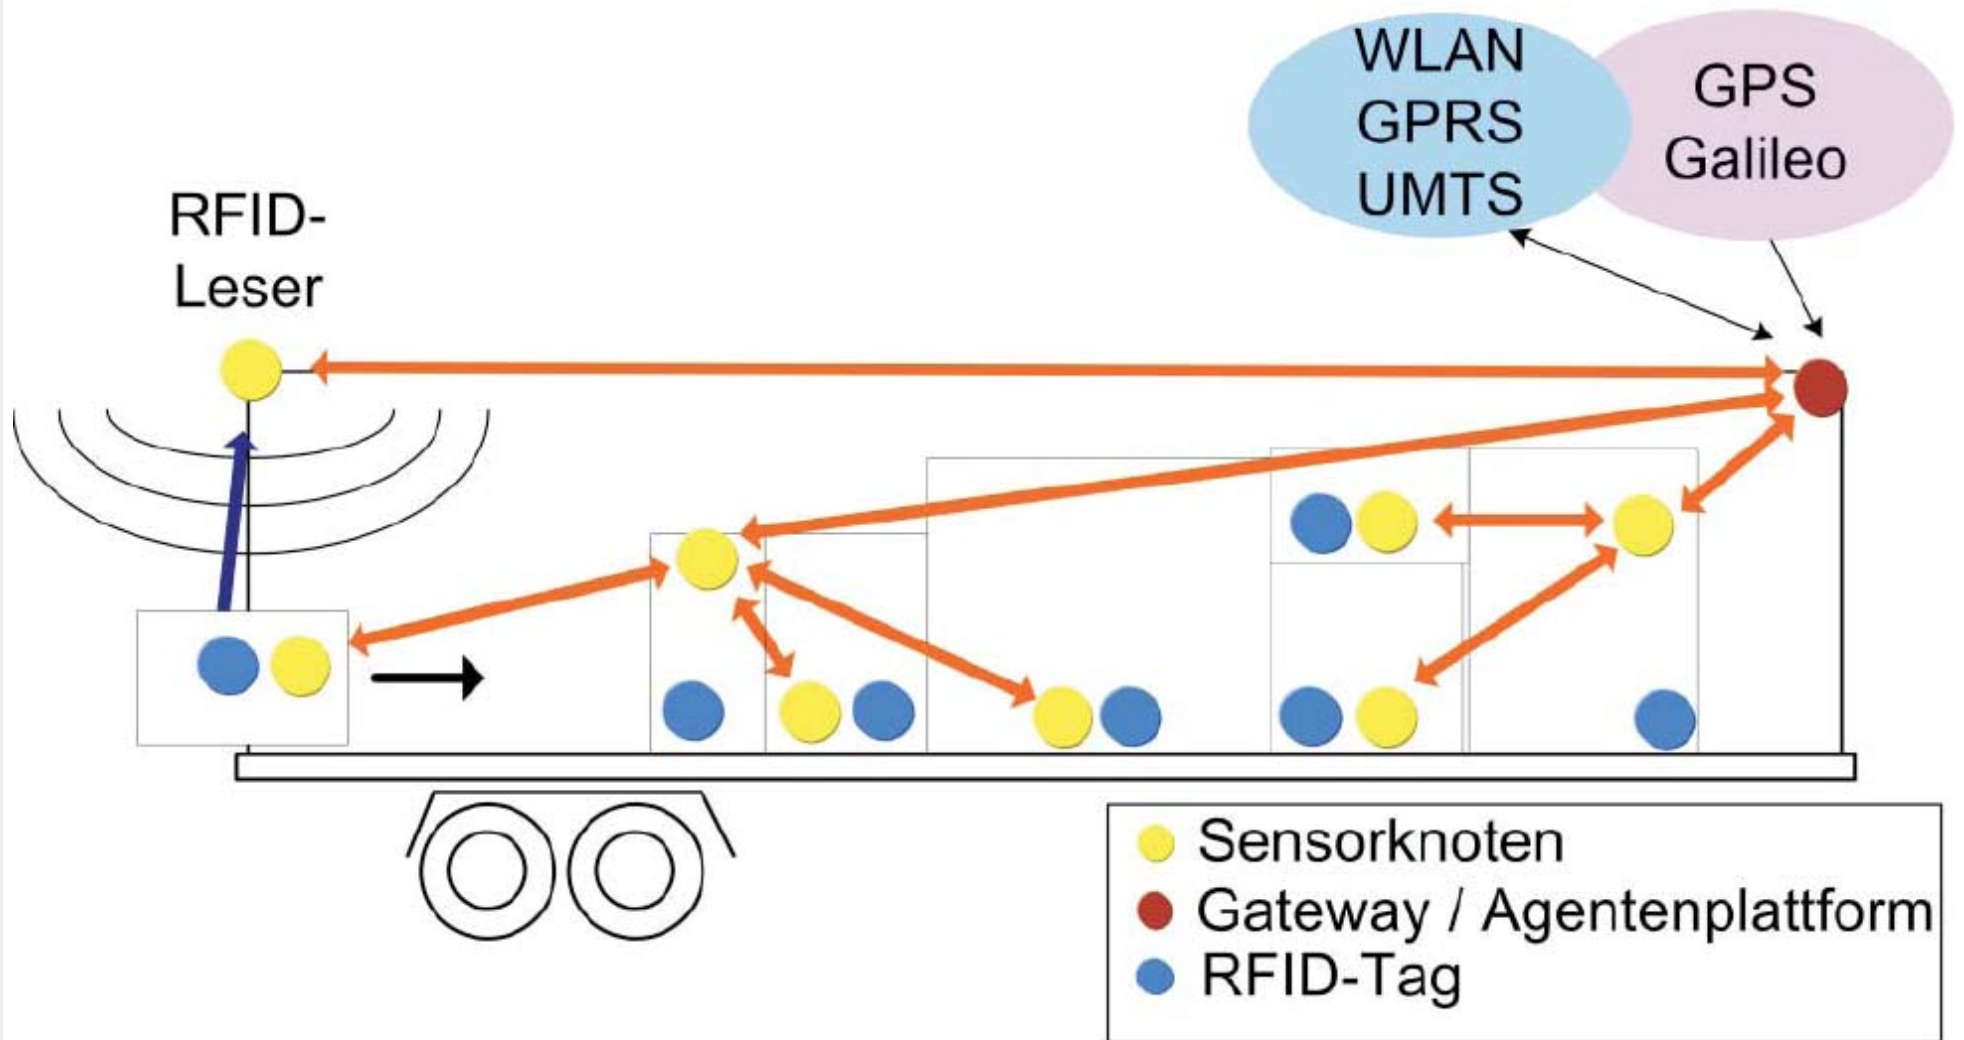 WLAN
GPRS
UMTS
GPS
Galileo
RFID-
Leser
Sensorknoten
Gateway / Agentenplattform
RFID-Tag